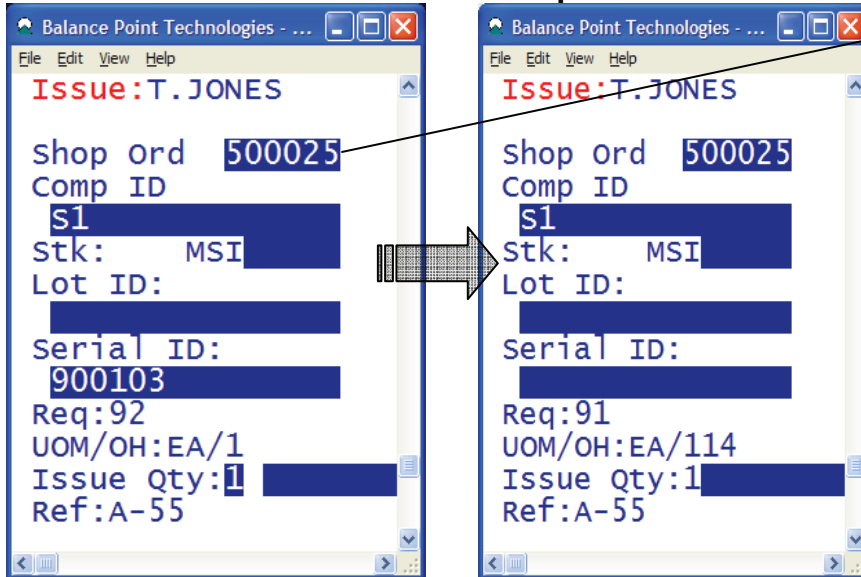 Balance Point Technologies - ...
File Edit View Help
Issue:T.JONES
Shop Ord 500025
Comp ID
S1
Stk: MSI
Lot ID:
Serial ID:
900103
Req:92
UOM/OH:EA/1
Issue Qty:1
Ref:A-55
Balance Point Technologies - ...
File Edit View Help
Issue:T.JONES
Shop Ord 500025
Comp ID
S1
Stk: MSI
Lot ID:
Serial ID:
Req:91
UOM/OH:EA/114
Issue Qty:1
Ref:A-55